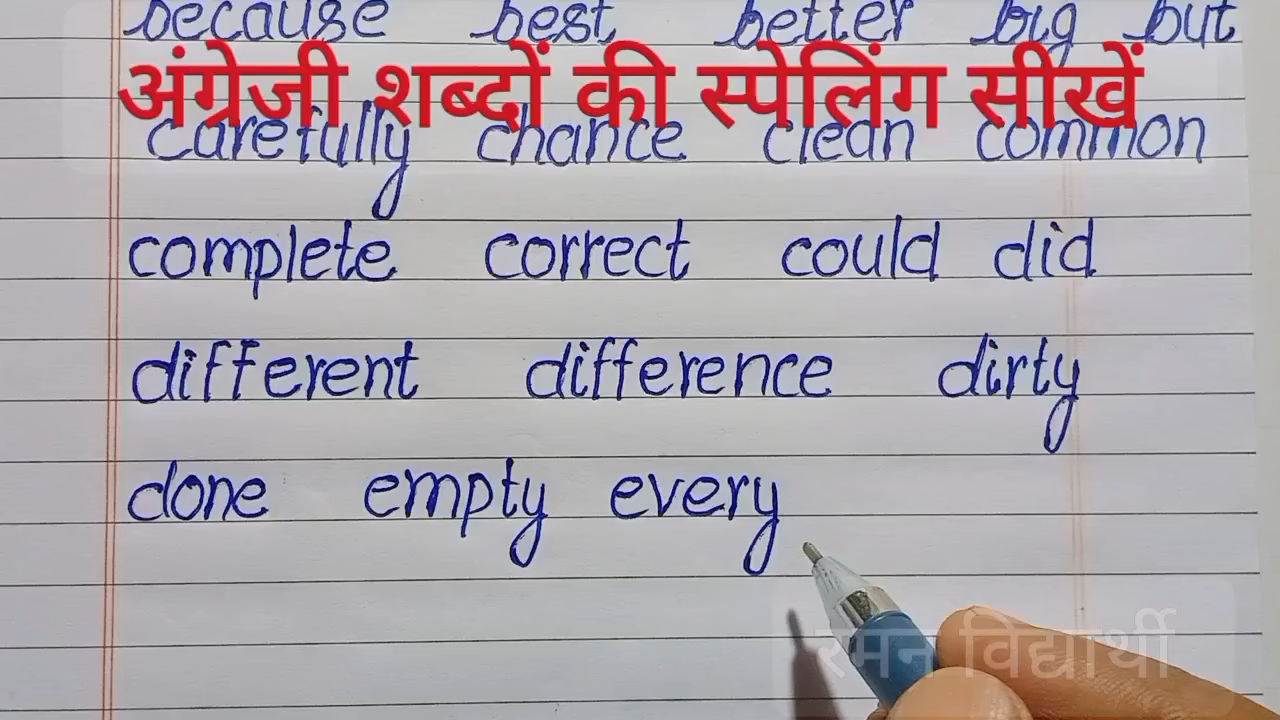 because best better big but
अंग्रेजी शब्दों की स्पेलिंग सीखें
carefully chance clean common
complete correct could did
different difference dirty
done empty every
रमन विद्यार्थी